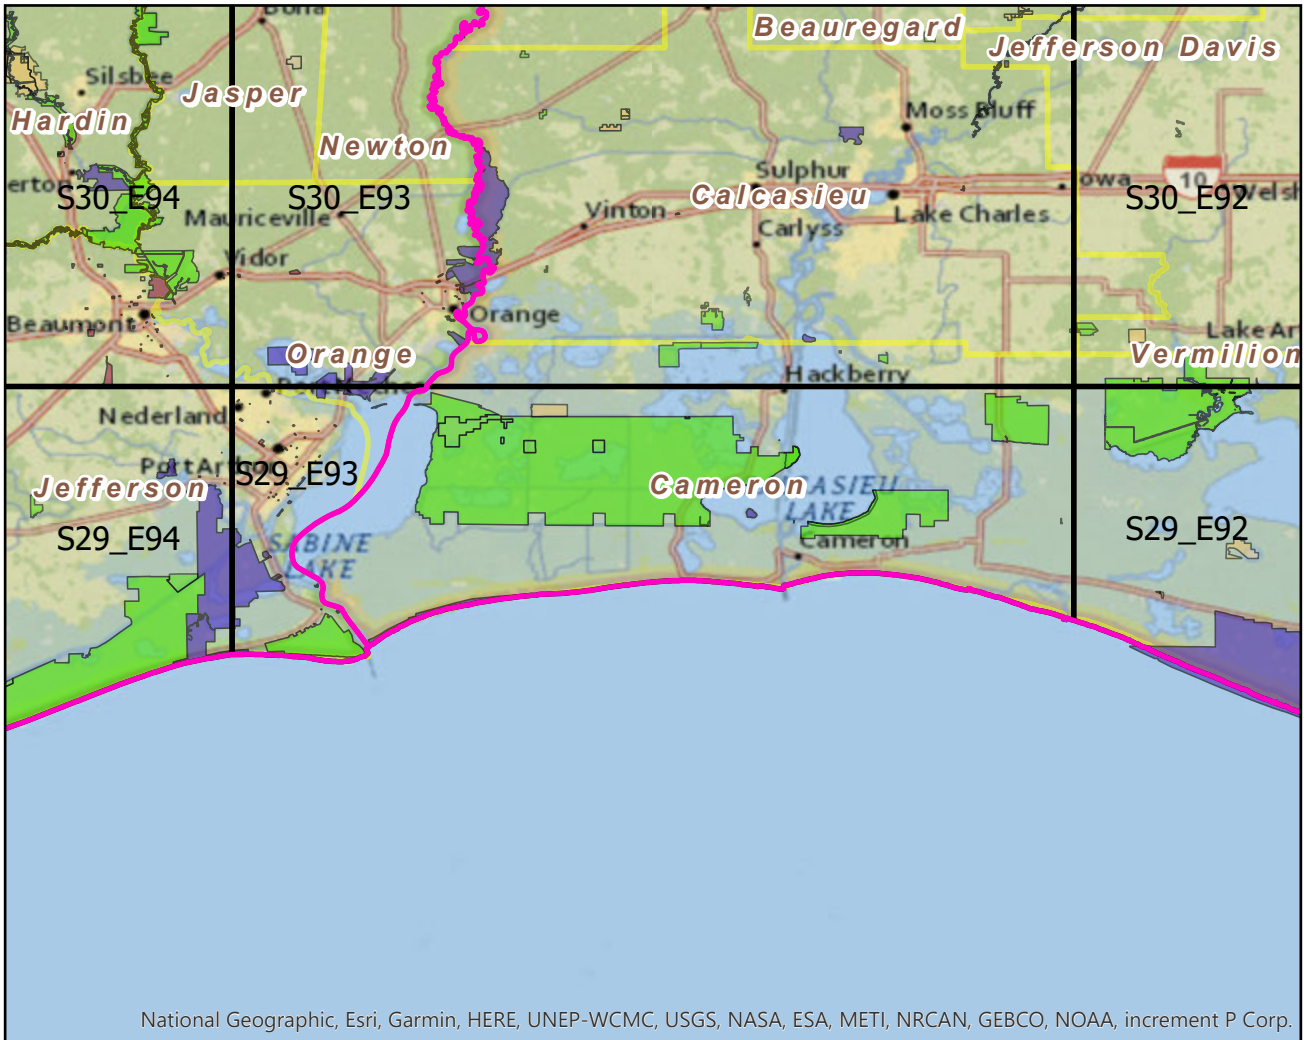 Beauregard
Jefferson Davis
Silsbee
Jasper
Hardin
Moss Bluff
Newton
Sulphur
10
S30_E94
S30_E93
Calcasieu
S30_E92
Mauriceville
Vinton
Lake Charles
Carlyss
Vidor
Orange
Beaumont
Orange
Vermilion
Hackberry
Nederland
S29_E93
Jefferson
Cameron
LAKE
S29_E94
Cameron
S29_E92
SABINE
LAKE
National Geographic, Esri, Garmin, HERE, UNEP-WCMC, USGS, NASA, ESA, METI, NRCAN, GEBCO, NOAA, increment P Corp.